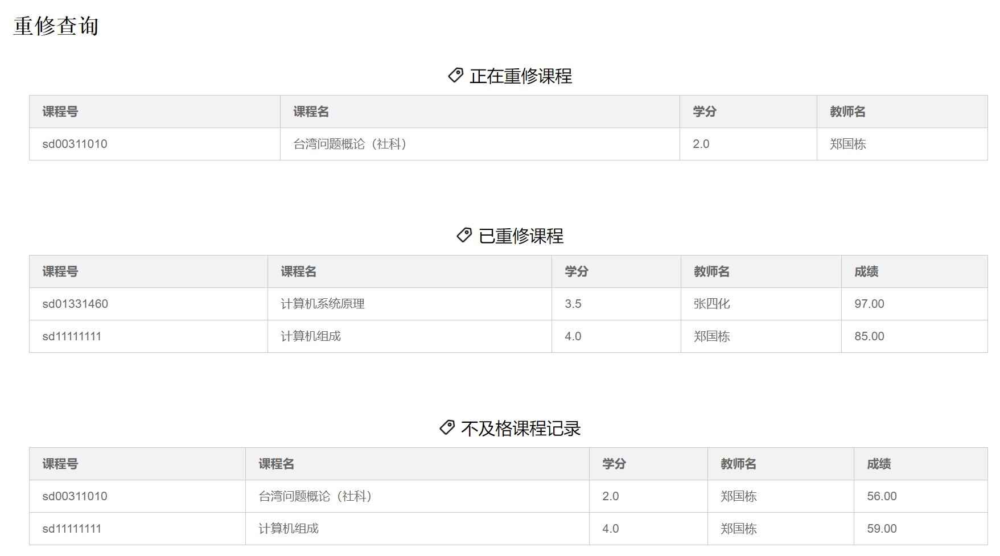 重修查询
正在重修课程
课程号 课程名 学分 教师名
sd00311010 台湾问题概论（社科） 2.0 郑国栋
已重修课程
课程号 课程名 学分 教师名 成绩
sd01331460 计算机系统原理 3.5 张四化 97.00
sd11111111 计算机组成 4.0 郑国栋 85.00
不及格课程记录
课程号 课程名 学分 教师名 成绩
sd00311010 台湾问题概论（社科） 2.0 郑国栋 56.00
sd11111111 计算机组成 4.0 郑国栋 59.00